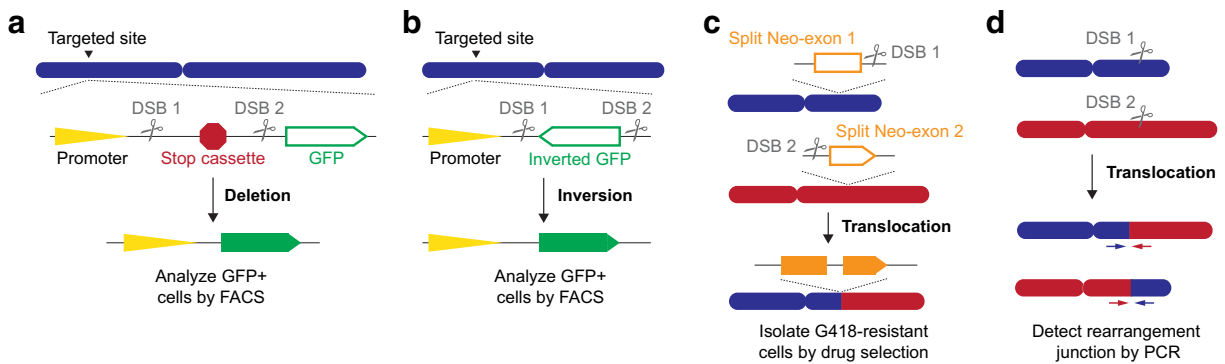 a
Targeted site
DSB 1
DSB 2
Promoter
Stop cassette
GFP
Deletion
Analyze GFP+
cells by FACS
b
Targeted site
DSB 1
DSB 2
Promoter
Inverted GFP
Inversion
Analyze GFP+
cells by FACS
c
Split Neo-exon 1
DSB 1
Split Neo-exon 2
DSB 2
Translocation
Isolate G418-resistant
cells by drug selection
d
DSB 1
DSB 2
Translocation
Detect rearrangement
junction by PCR